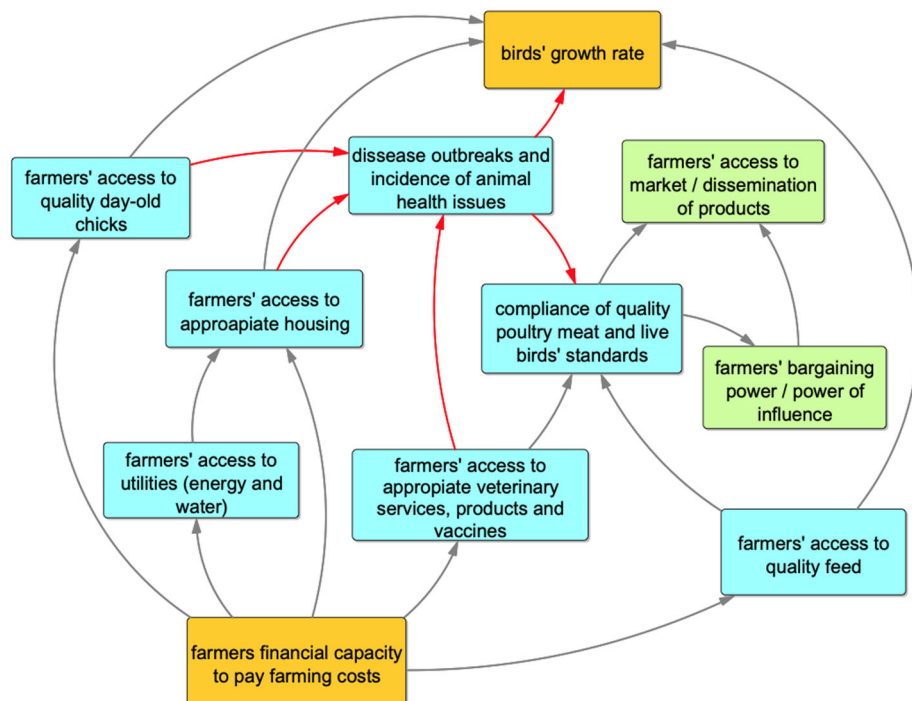 birds' growth rate
dissease outbreaks and
incidence of animal
health issues
farmers' access to
market / dissemination
of products
farmers' access to
quality day-old
chicks
farmers' access to
approapiate housing
compliance of quality
poultry meat and live
birds' standards
farmers' bargaining
power / power of
influence
farmers' access to
utilities (energy and
water)
farmers' access to
appropiate veterinary
services, products and
vaccines
farmers' access to
quality feed
farmers financial capacity
to pay farming costs